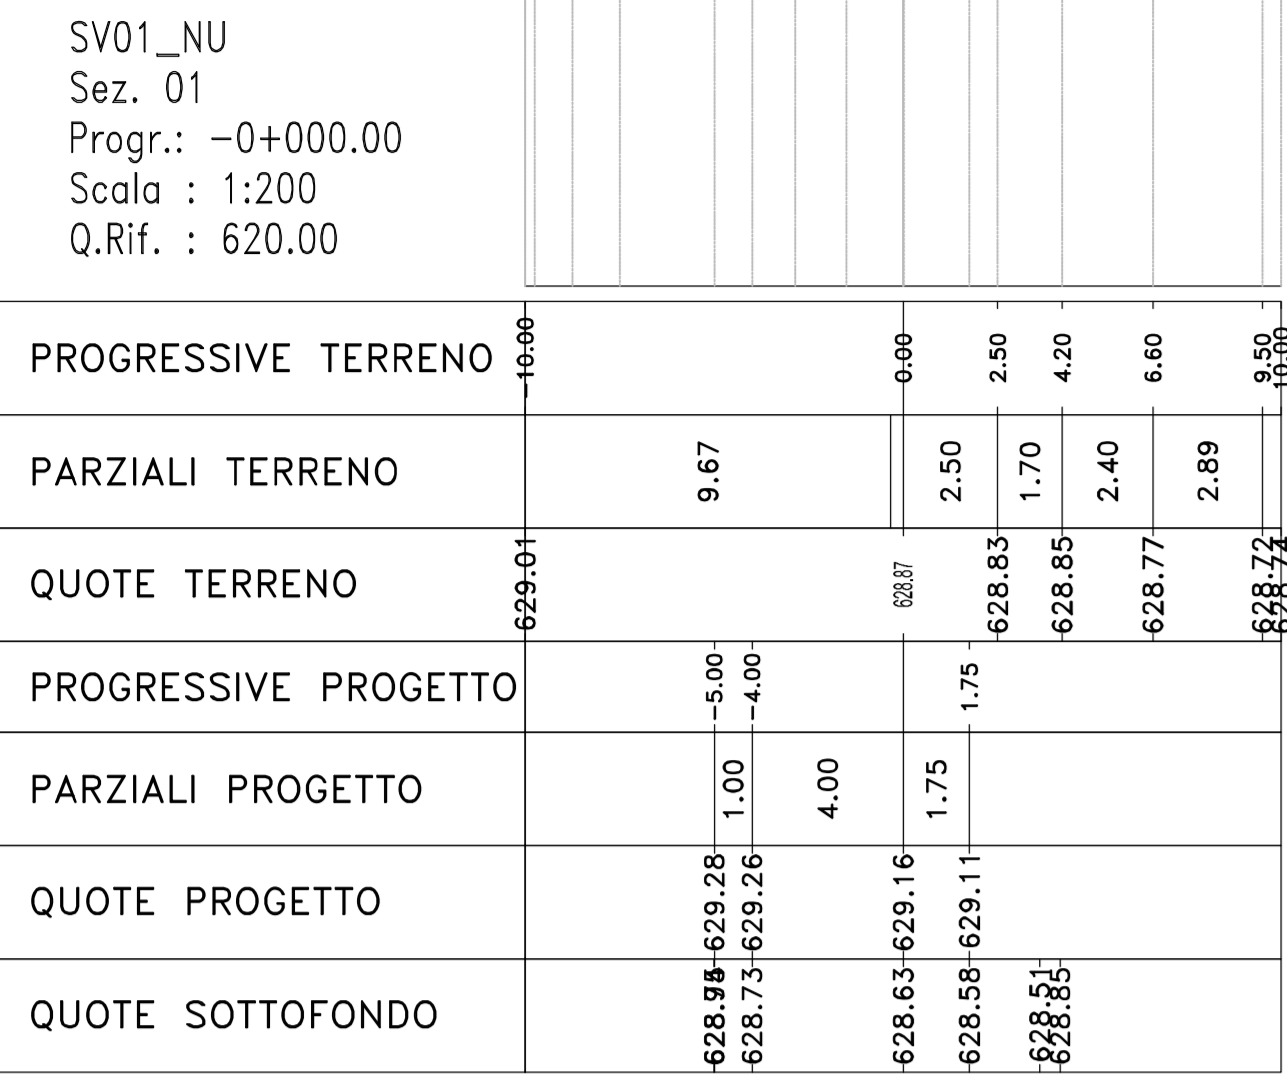 SV01_NU
Sez. 01
Progr.: -0+000.00
Scala : 1:200
Q.Rif. : 620.00
PROGRESSIVE TERRENO -10.00 0.00 2.50 4.20 6.60 9.50 10.00
PARZIALI TERRENO 9.67 2.50 1.70 2.40 2.89
QUOTE TERRENO 629.01 628.87 628.83 628.85 628.77 628.72
PROGRESSIVE PROGETTO -5.00 -4.00 1.75
PARZIALI PROGETTO 1.00 4.00 1.75
QUOTE PROGETTO 629.28 629.26 629.16 629.11
QUOTE SOTTOFONDO 628.73 628.63 628.58 628.51 628.85